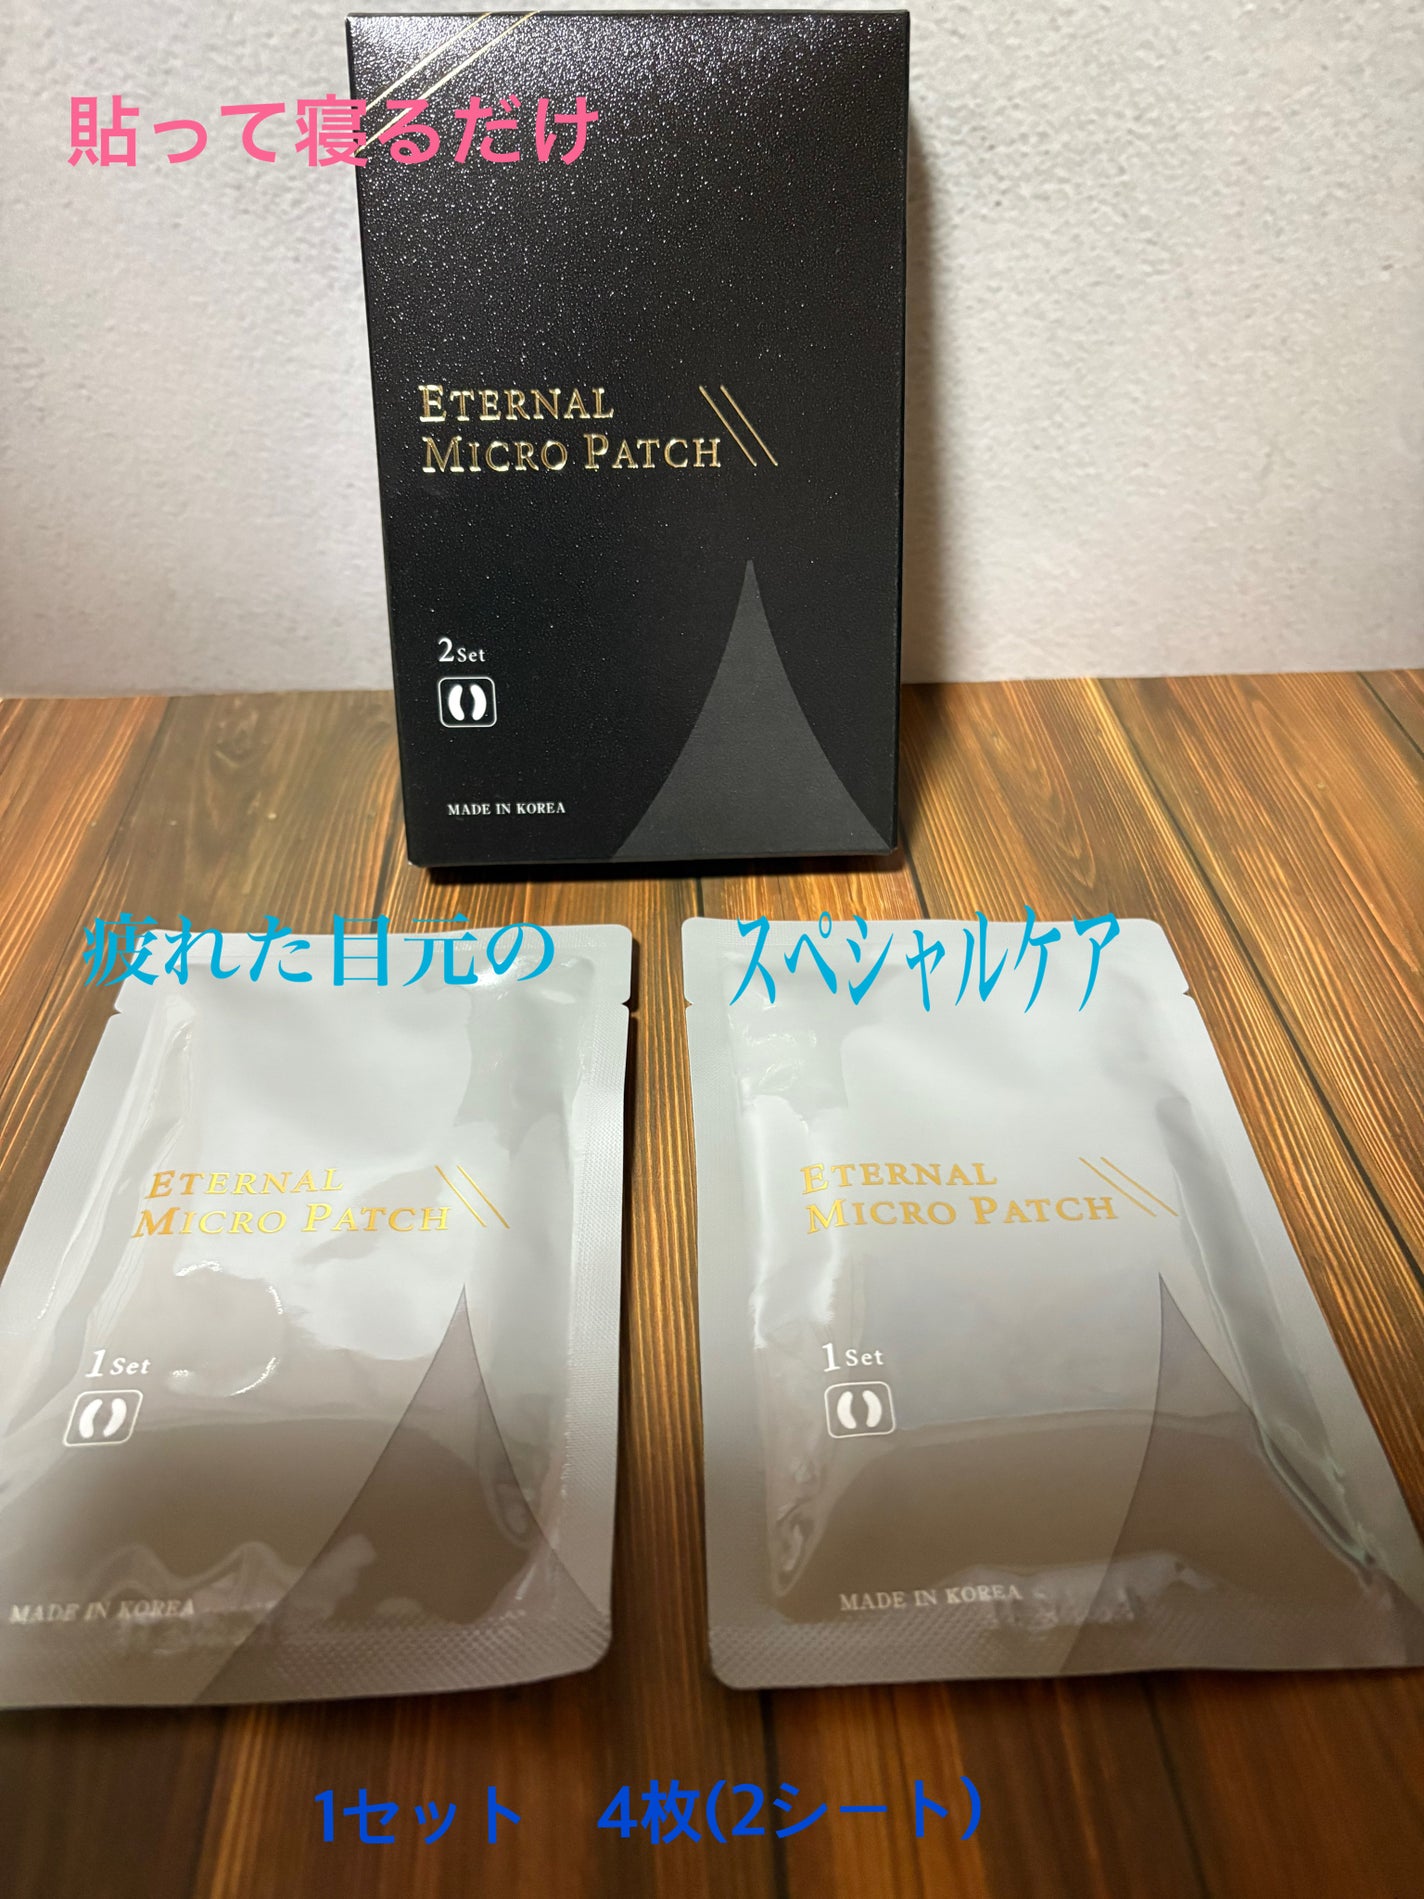 貼って寝るだけ
ETERNAL
MICRO PATCH
2Set
MADE IN KOREA
疲れた目元の
スペシャルケア
ETERNAL
MICRO PATCH
1Set
MADE IN KOREA
ETERNAL
MICRO PATCH
1Set
MADE IN KOREA
1セット 4枚(2シート)